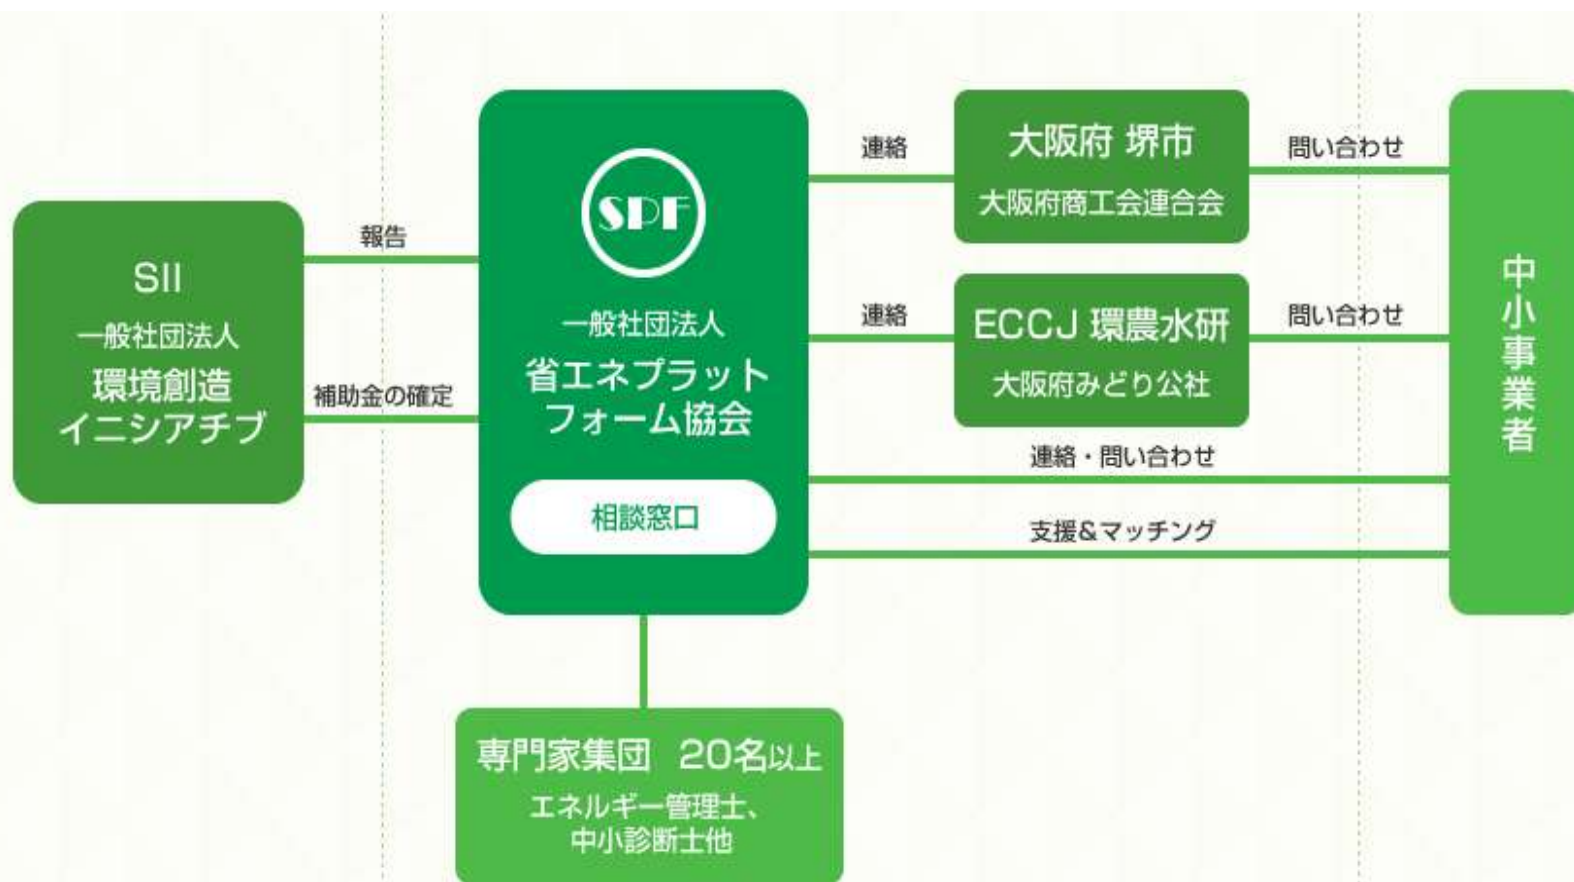 SII
一般社団法人
環境創造
イニシアチブ
報告
補助金の確定
SPF
一般社団法人
省エネプラット
フォーム協会
相談窓口
連絡
大阪府 堺市
大阪府商工会連合会
問い合わせ
連絡
ECCJ 環農水研
大阪府みどり公社
問い合わせ
連絡・問い合わせ
支援&マッチング
中小事業者
専門家集団 20名以上
エネルギー管理士、
中小診断士他